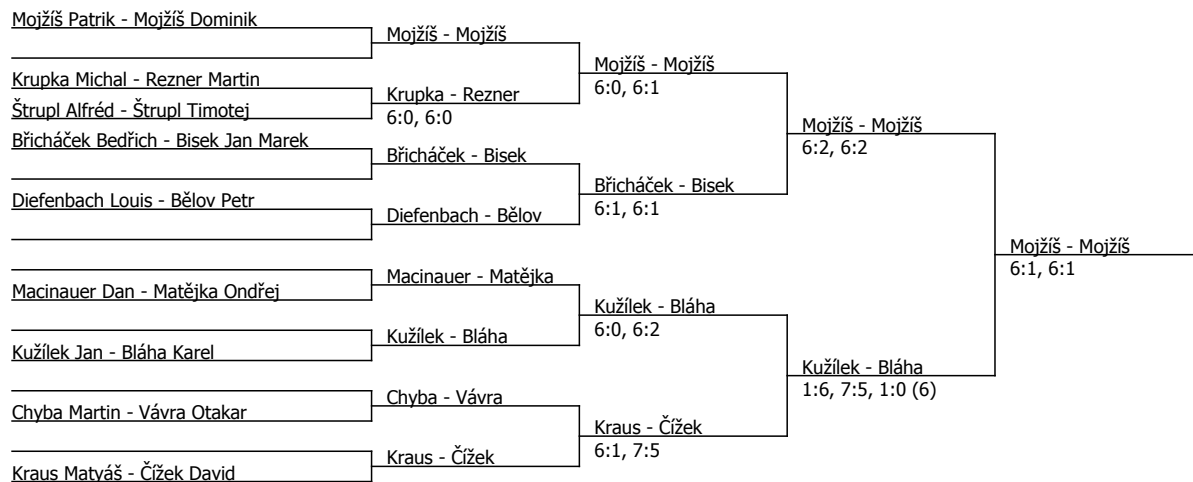 Mojžíš Patrik - Mojžíš Dominik
Krupka Michal - Rezner Martin
Štrupl Alfréd - Štrupl Timotej
Břicháček Bedřich - Bisek Jan Marek
Diefenbach Louis - Bělov Petr
Macinauer Dan - Matějka Ondřej
Kužílek Jan - Bláha Karel
Chyba Martin - Vávra Otakar
Kraus Matyáš - Čížek David
Mojžíš - Mojžíš
Krupka - Rezner
6:0, 6:0
Břicháček - Bisek
Diefenbach - Bělov
Macinauer - Matějka
Kužílek - Bláha
Chyba - Vávra
Kraus - Čížek
Mojžíš - Mojžíš
6:0, 6:1
Břicháček - Bisek
6:1, 6:1
Kužílek - Bláha
6:0, 6:2
Kraus - Čížek
6:1, 7:5
Mojžíš - Mojžíš
6:2, 6:2
Kužílek - Bláha
1:6, 7:5, 1:0 (6)
Mojžíš - Mojžíš
6:1, 6:1